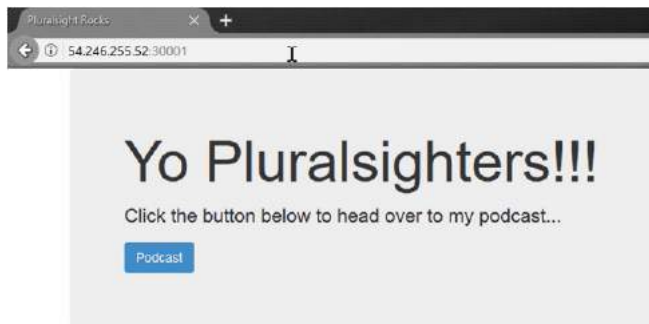 Pluralsight Rocks
54.246.255.52:30001
Yo Pluralsighters!!!
Click the button below to head over to my podcast...
Podcast